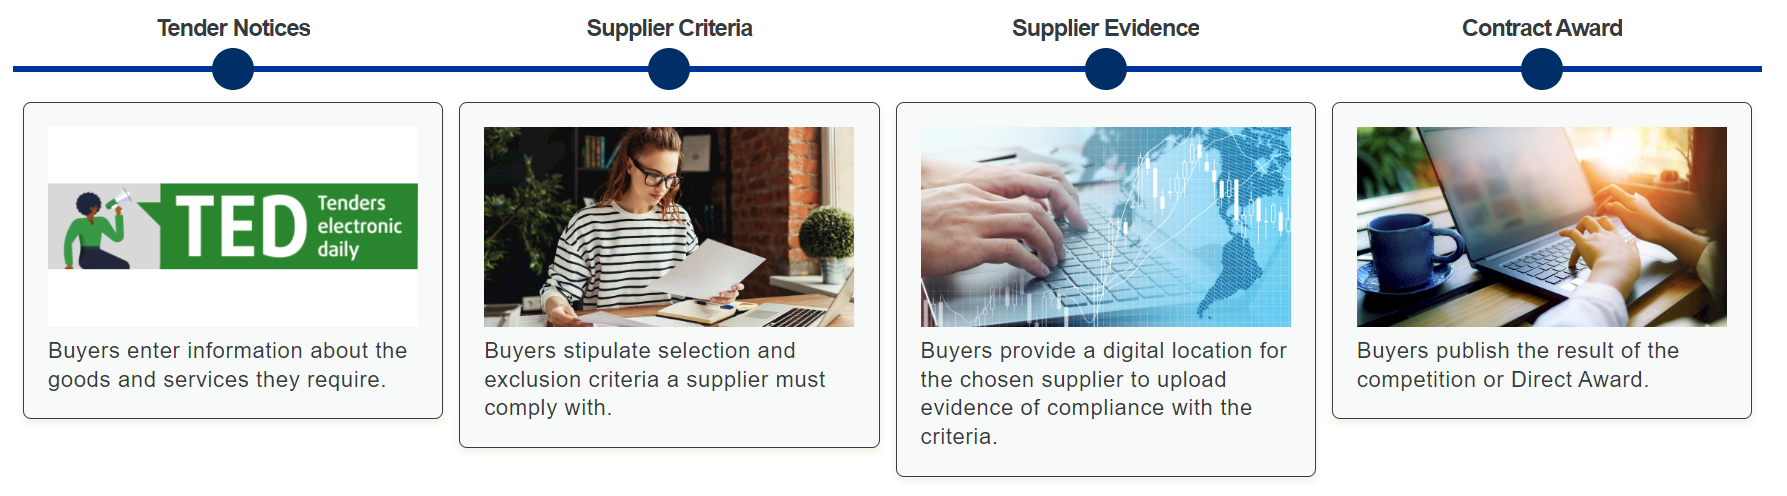 Tender Notices
Supplier Criteria
Supplier Evidence
Contract Award
TED
Tenders
electronic
daily
Buyers enter information about the
goods and services they require.
Buyers stipulate selection and
exclusion criteria a supplier must
comply with.
Buyers provide a digital location for
the chosen supplier to upload
evidence of compliance with the
criteria.
Buyers publish the result of the
competition or Direct Award.